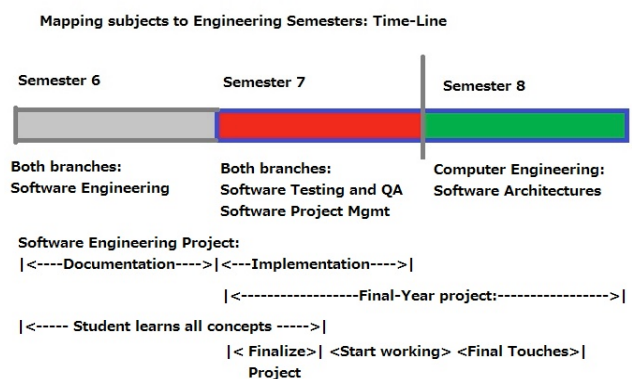 Mapping subjects to Engineering Semesters: Time-Line
Semester 6
Semester 7
Semester 8
Both branches:
Software Engineering
Both branches:
Software Testing and QA
Software Project Mgmt
Computer Engineering:
Software Architectures
Software Engineering Project:
|<----Documentation---->|<---Implementation---->|
|<----------------------Final-Year project:------------------->|
|<----- Student learns all concepts ----->|
|< Finalize>| <Start working> <Final Touches>|
Project